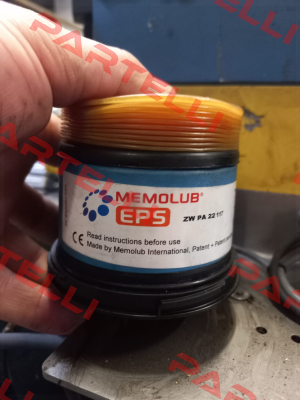 MEMOLUB®
EPS ZW PA 22 1/7
CE Read instructions before use
Made by Memolub International, Patent + Patent
PARTELLI
PARTELLI
PARTELLI
PARTELLI